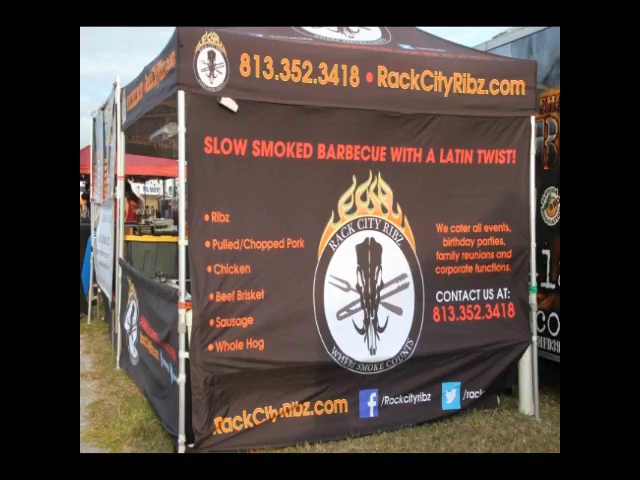 813.352.3418 • RackCityRibz.com
SLOW SMOKED BARBECUE WITH A LATIN TWIST!
• Ribz
• Pulled/Chopped Pork
• Chicken
• Beef Brisket
• Sausage
• Whole Hog
RACK CITY RIBZ
WHERE SMOKE COUNTS
We cater all events,
birthday parties,
family reunions and
corporate functions.
CONTACT US AT:
813.352.3418
RackCityRibz.com
/Rackcityribz
/rack